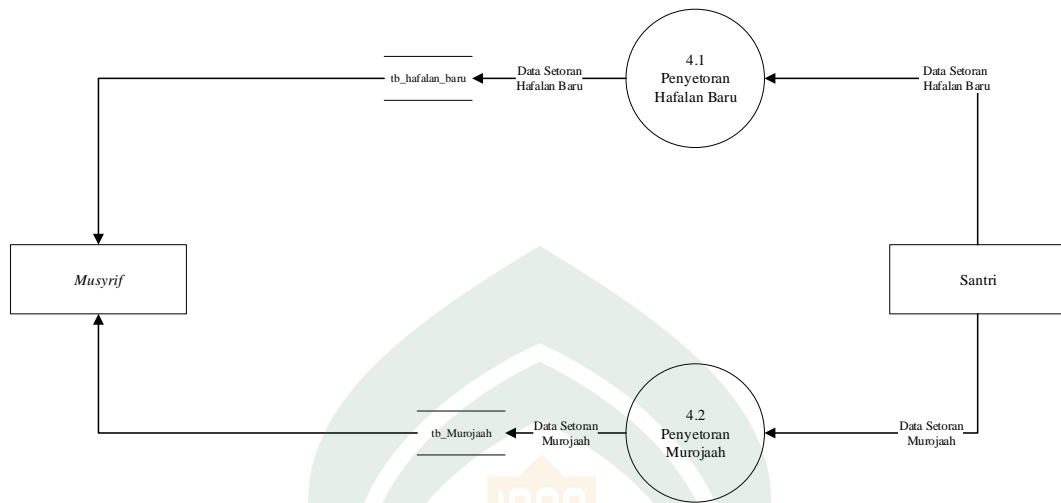 4.1
Penyetoran
Hafalan Baru
tb_hafalan_baru
Data Setoran
Hafalan Baru
Data Setoran
Hafalan Baru
Musyrif
Santri
4.2
Penyetoran
Murojaah
tb_Murojaah
Data Setoran
Murojaah
Data Setoran
Murojaah